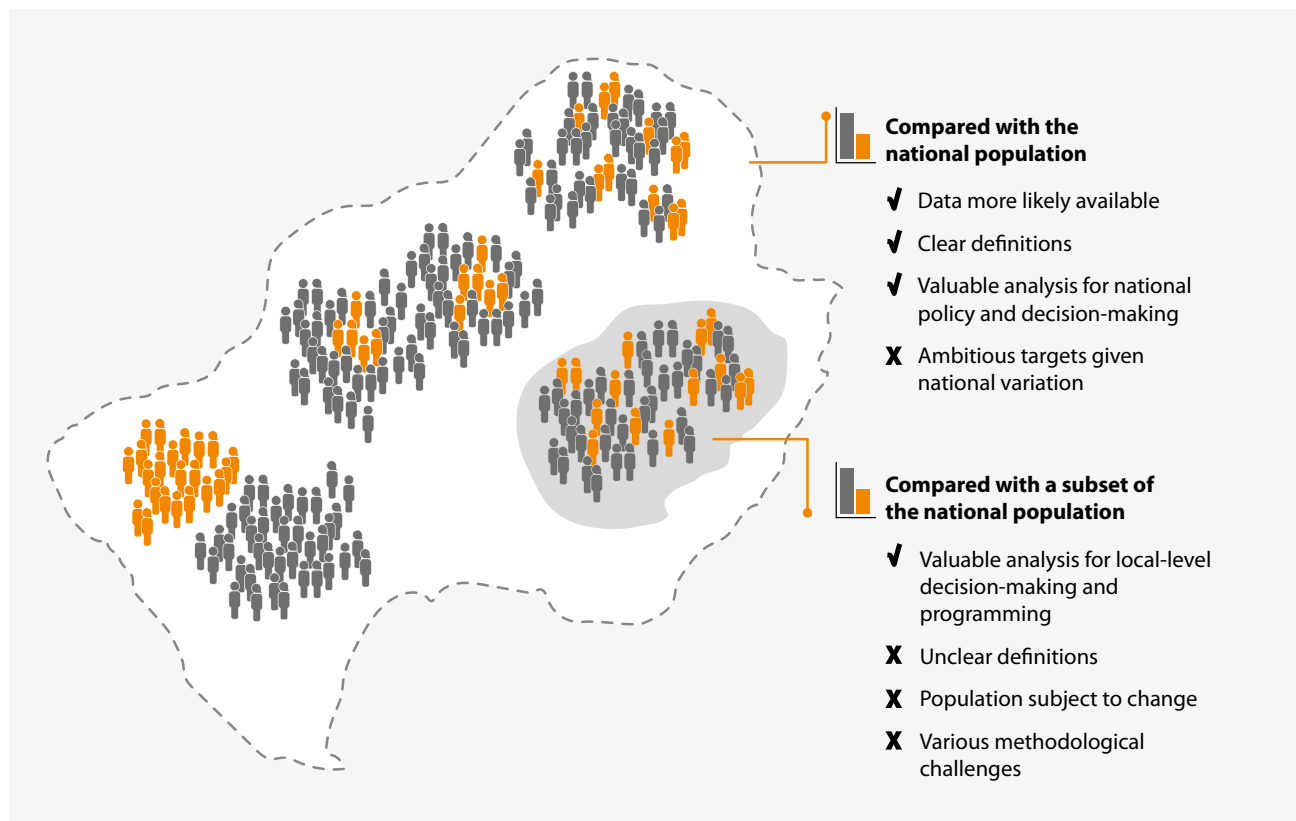 Compared with the
national population
✓ Data more likely available
✓ Clear definitions
✓ Valuable analysis for national
policy and decision-making
X Ambitious targets given
national variation
Compared with a subset of
the national population
✓ Valuable analysis for local-level
decision-making and
programming
X Unclear definitions
X Population subject to change
X Various methodological
challenges